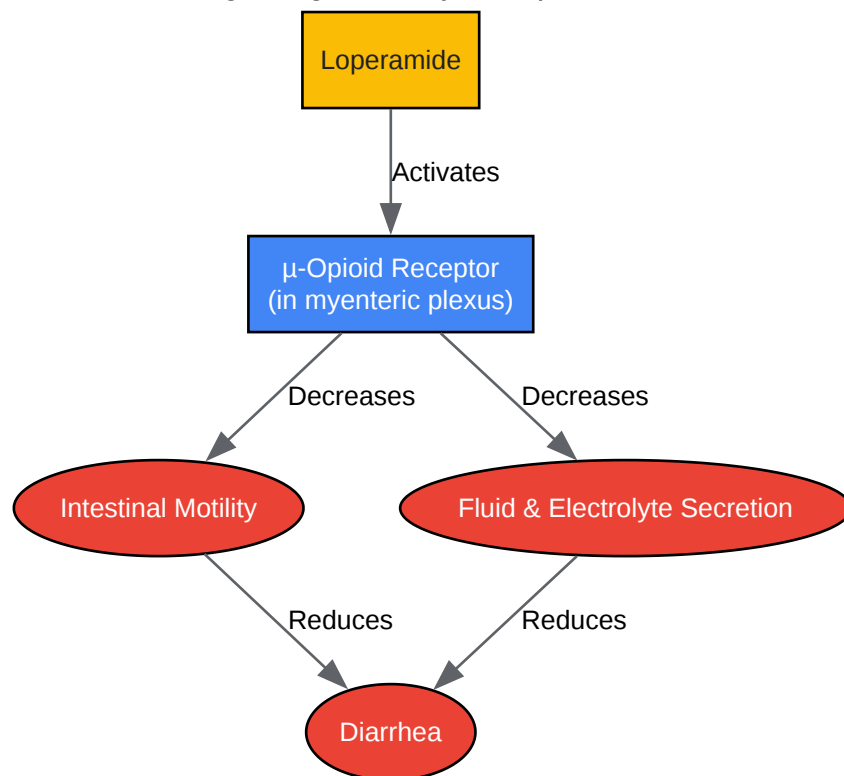 Loperamide
Activates
µ-Opioid Receptor
(in myenteric plexus)
Decreases
Decreases
Intestinal Motility
Fluid & Electrolyte Secretion
Reduces
Reduces
Diarrhea